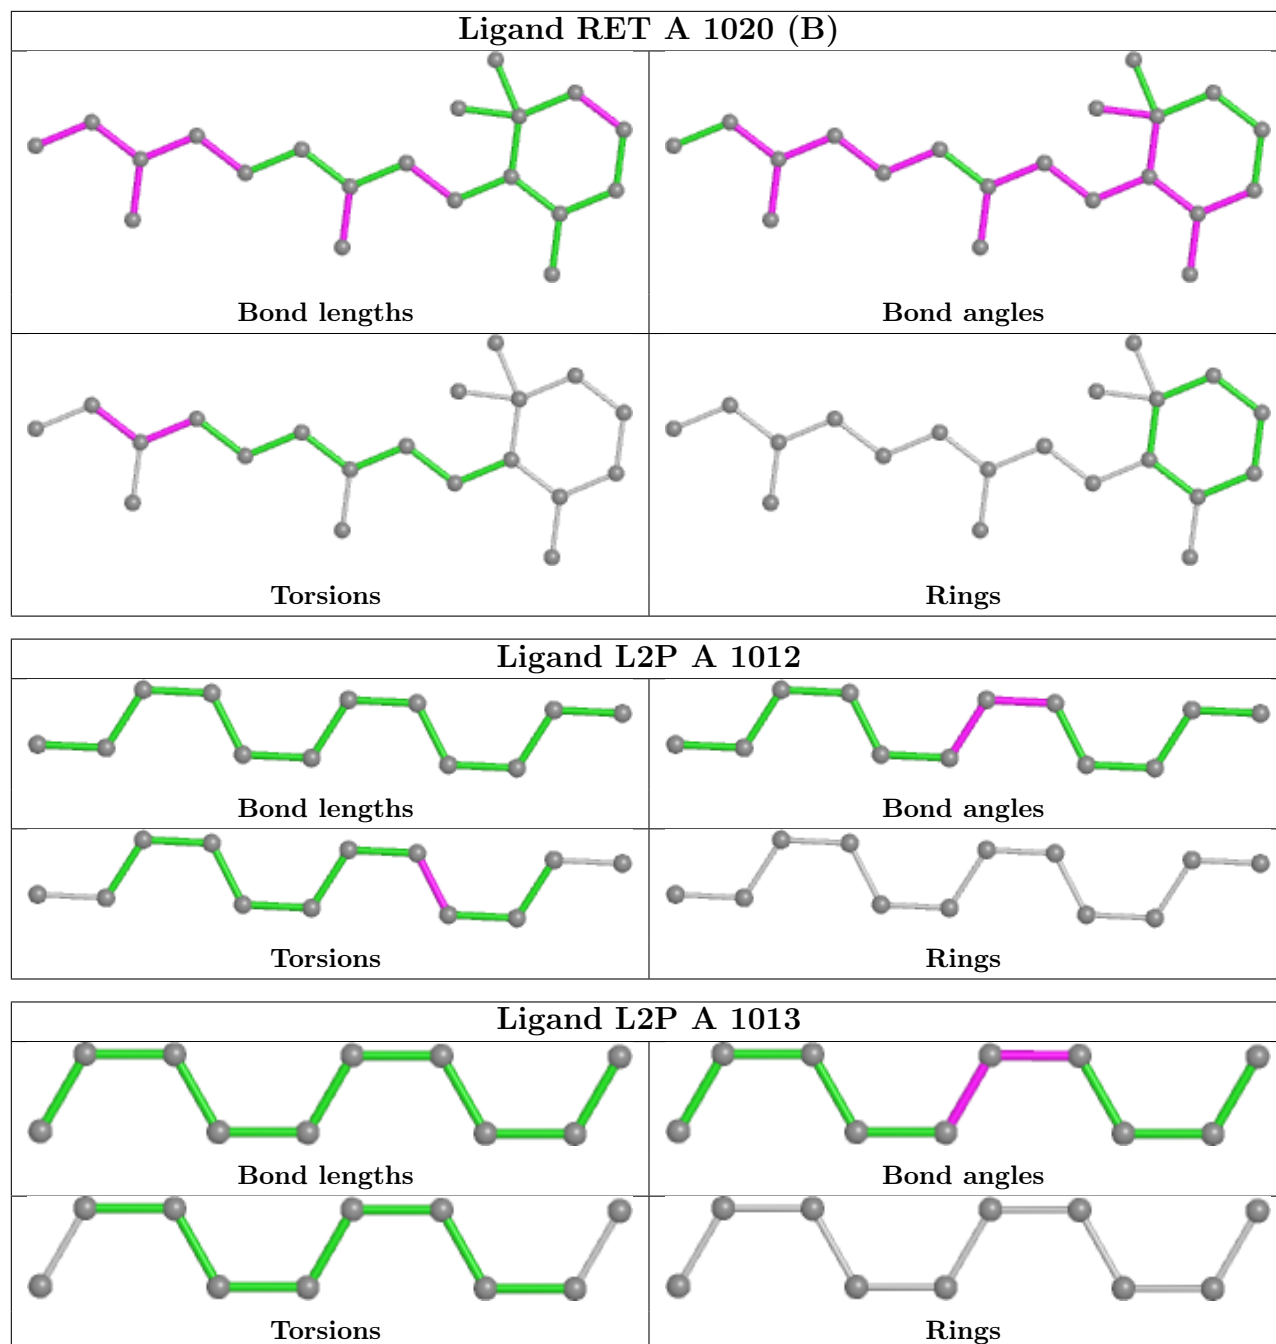 Ligand RET A 1020 (B)
Bond lengths
Bond angles
Torsions
Rings
Ligand L2P A 1012
Bond lengths
Bond angles
Torsions
Rings
Ligand L2P A 1013
Bond lengths
Bond angles
Torsions
Rings